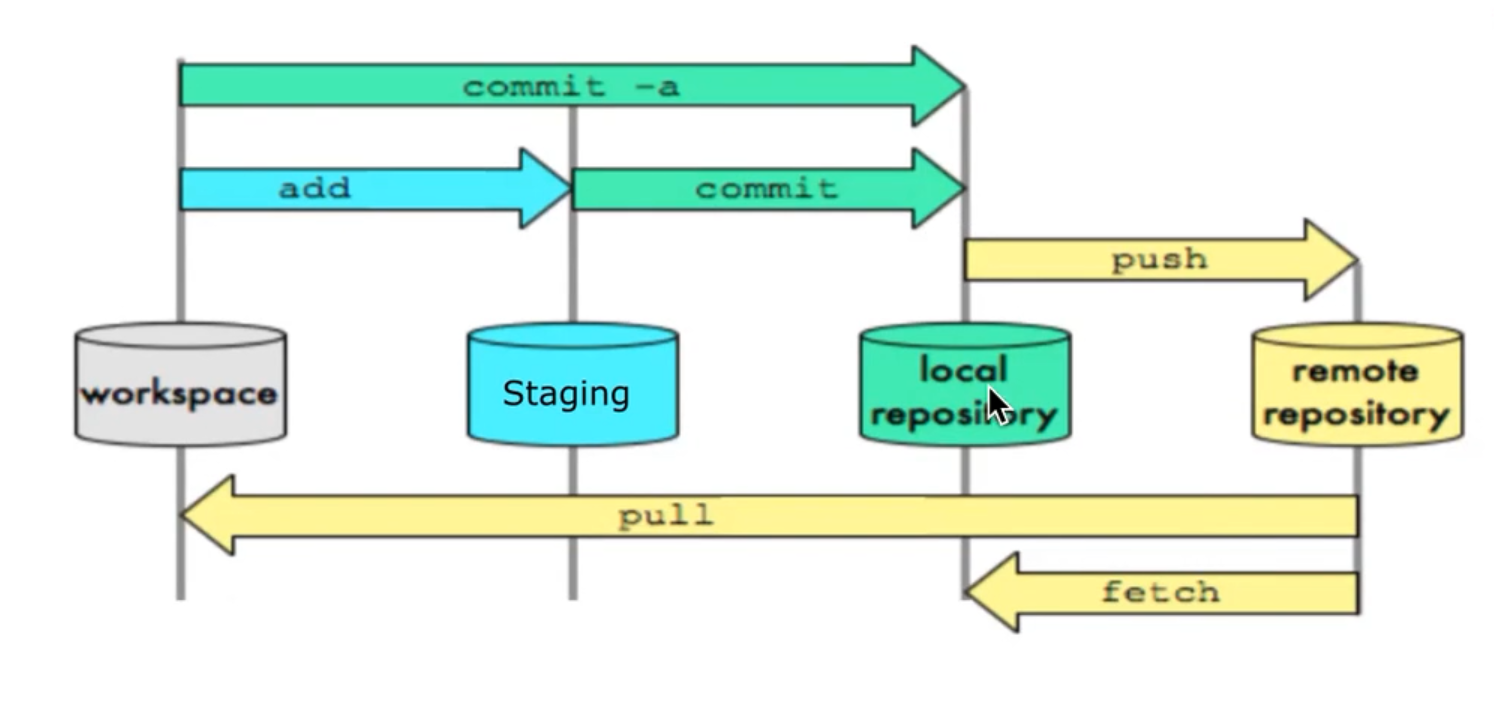 commit -a
add
commit
push
workspace
Staging
local
repository
remote
repository
pull
fetch